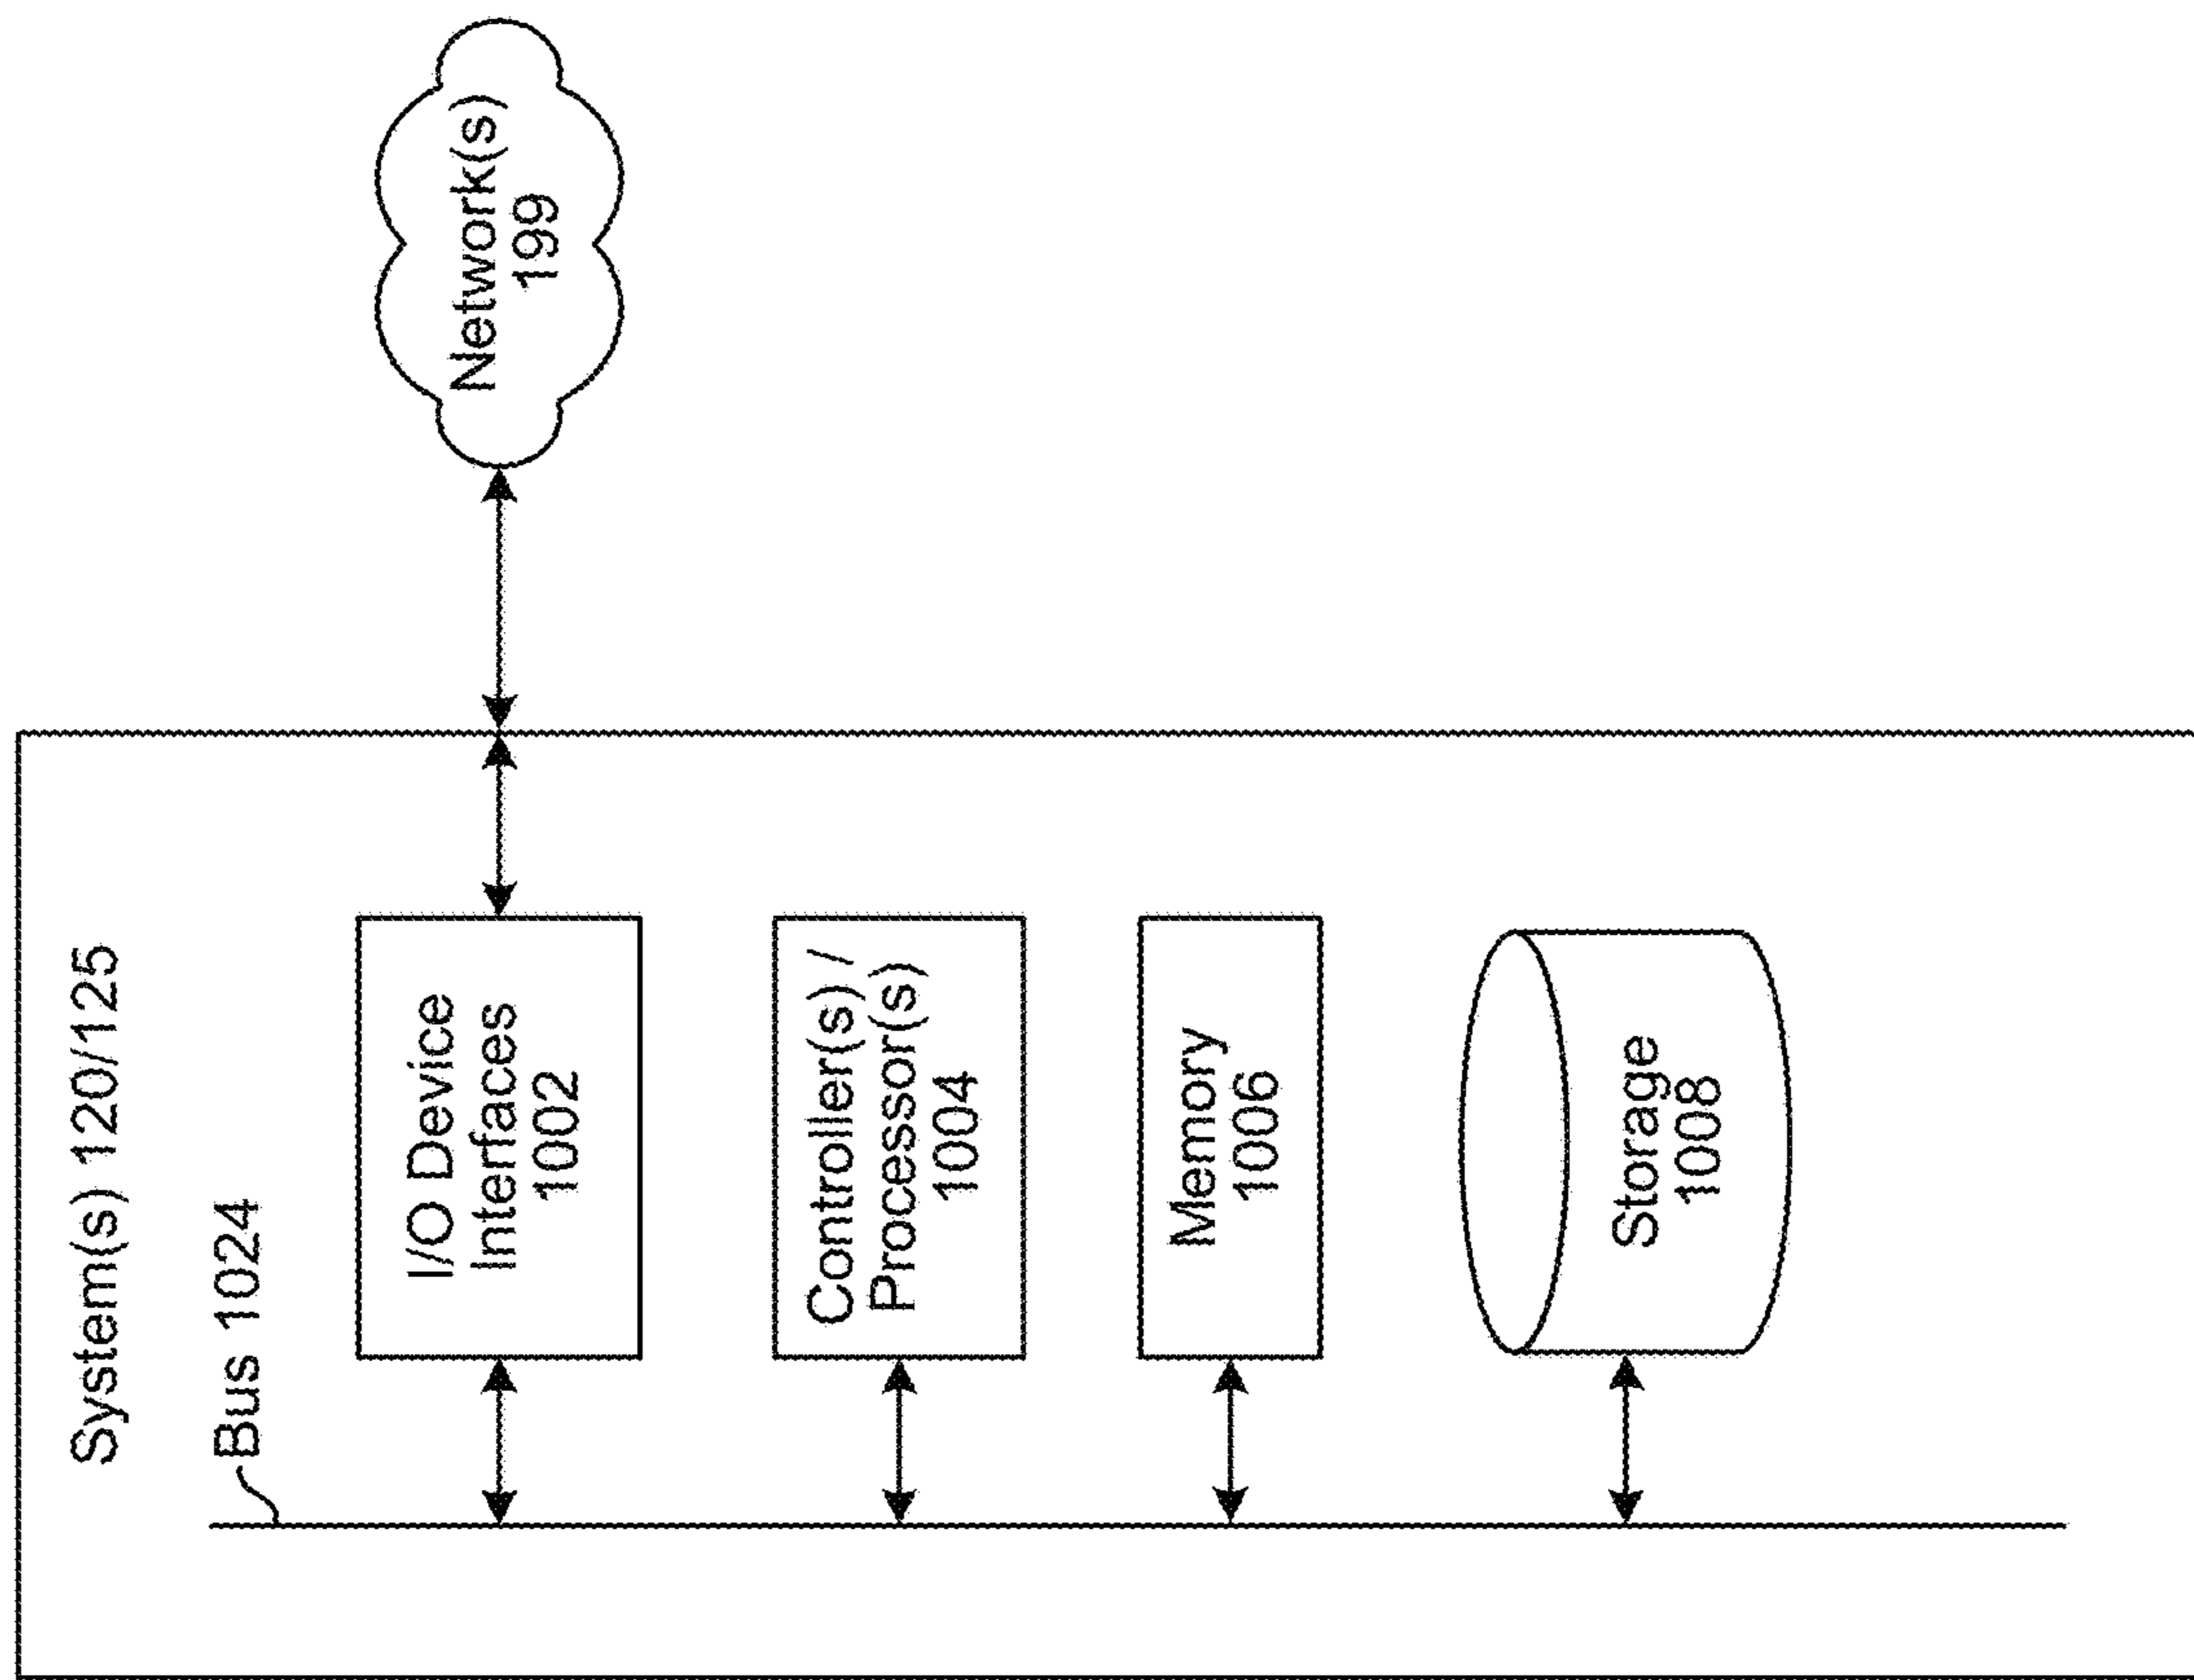 System(s) 120/125
Bus 1024
I/O Device
Interfaces
1002
Controller(s) /
Processor(s)
1004
Memory
1006
Storage
1008
Network(s)
199